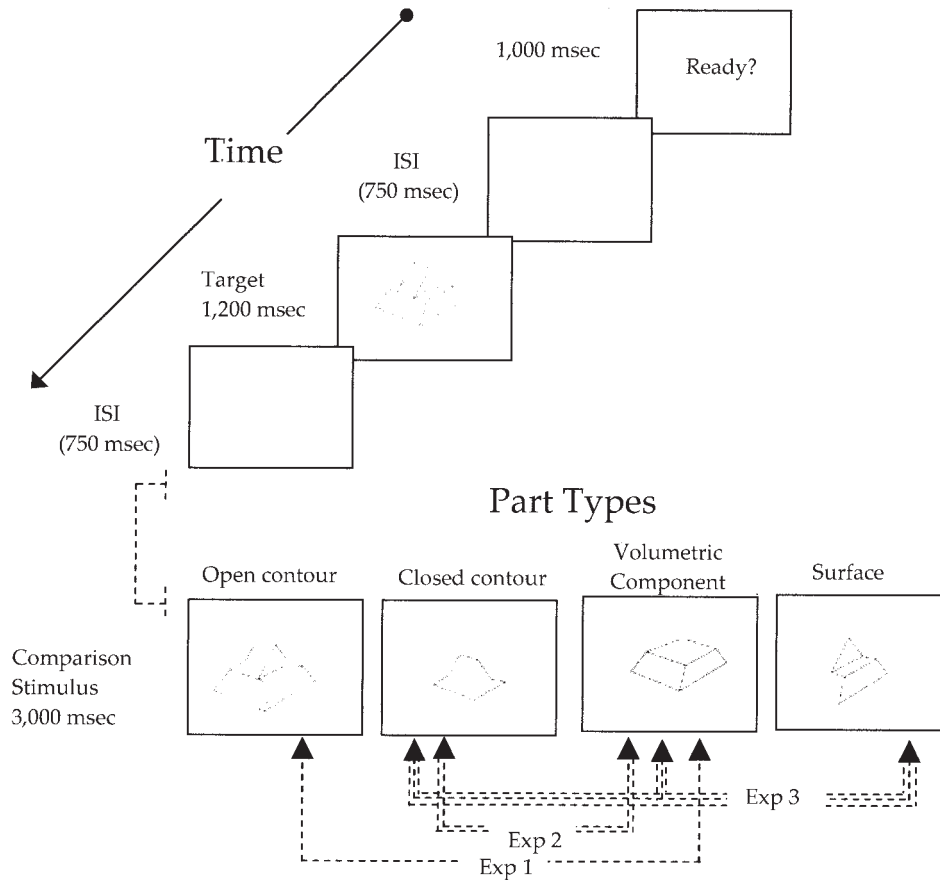 1,000 msec
Ready?
Time
ISI
(750 msec)
Target
1,200 msec
ISI
(750 msec)
Part Types
Open contour
Closed contour
Volumetric
Component
Surface
Comparison
Stimulus
3,000 msec
Exp 3
Exp 2
Exp 1